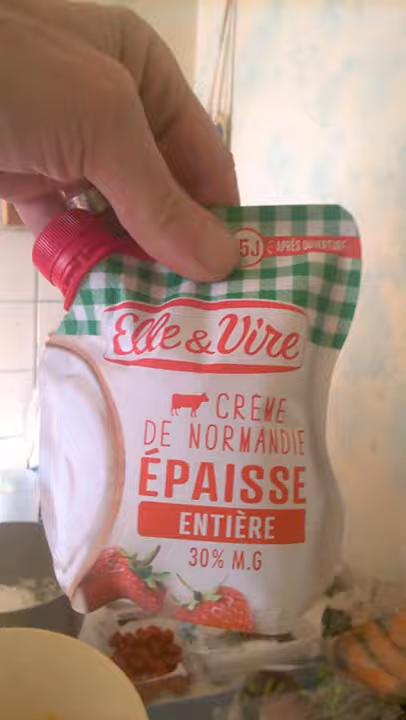 5J APRÈS OUVERTURE
Elle & Vire
CRÈME
DE NORMANDIE
ÉPAISSE
ENTIÈRE
30% M.G